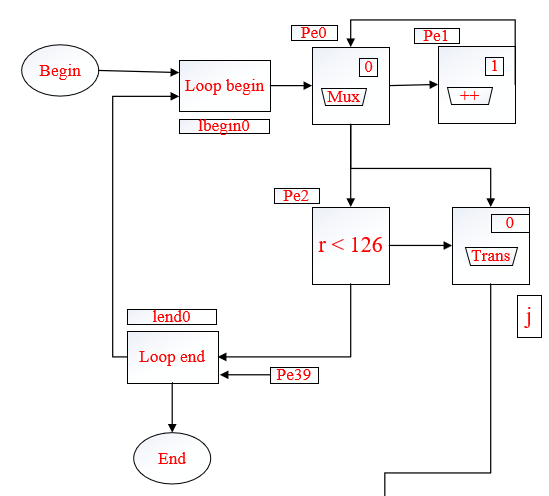 Pe0
Pe1
Begin
Loop begin
0
Mux
1
++
lbegin0
Pe2
r < 126
0
Trans
j
lend0
Loop end
Pe39
End